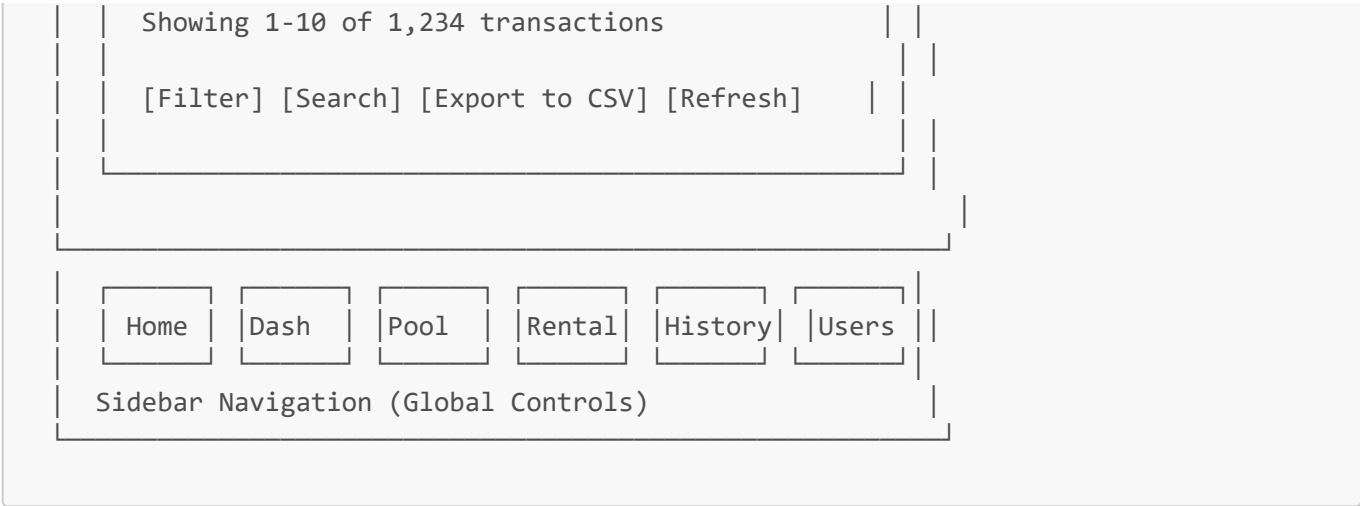 Showing 1-10 of 1,234 transactions
[Filter] [Search] [Export to CSV] [Refresh]
Home Dash Pool Rental History Users
Sidebar Navigation (Global Controls)